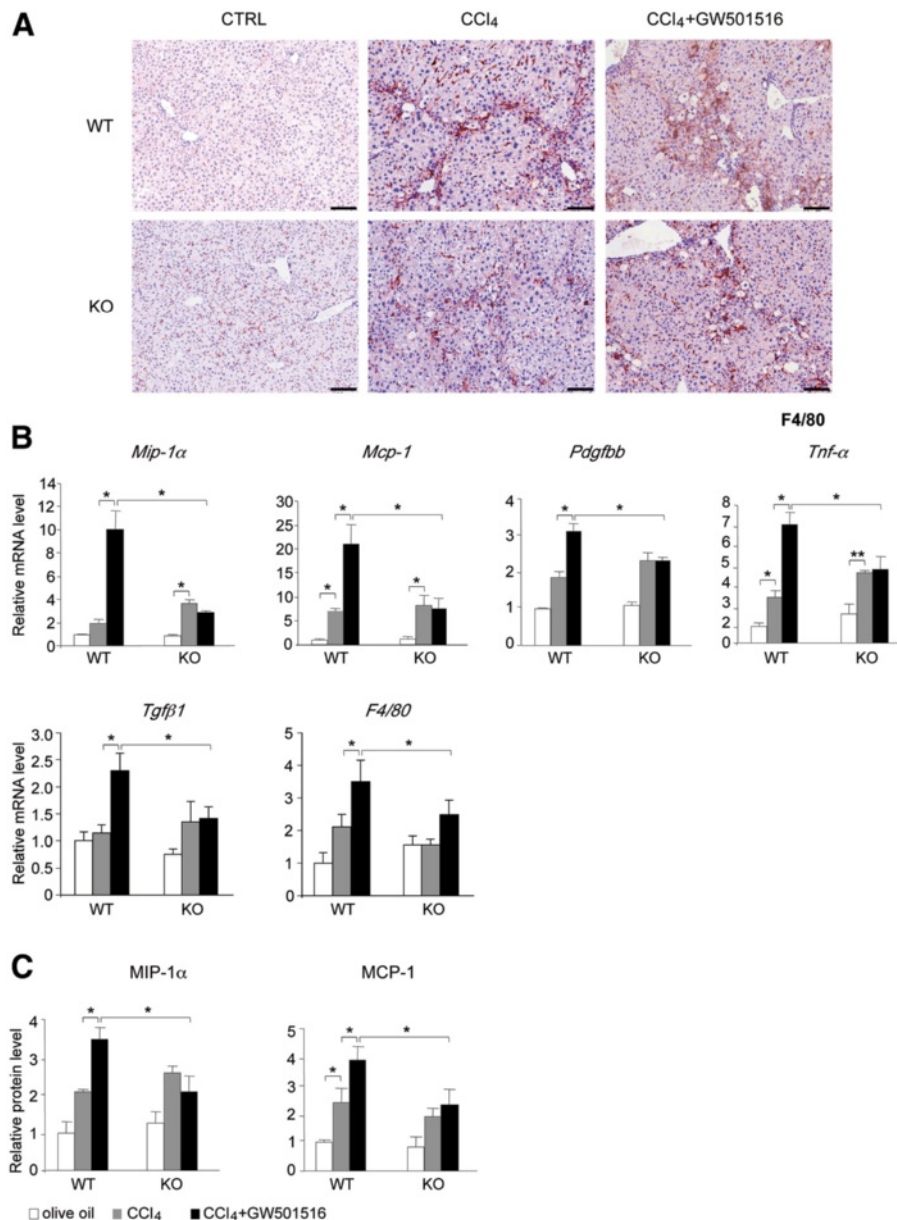 A
CTRL CCl₄ CCl₄+GW501516
WT
KO
F4/80
B
Mip-1α Mcp-1 Pdgfbb Tnf-α
Relative mRNA level
14
12
10
8
6
4
2
0
* * *
WT KO
30
25
20
15
10
5
0
* * * *
WT KO
4
3
2
1
0
* *
WT KO
8
7
6
5
4
3
2
1
0
* * ** *
WT KO
Tgfβ1 F4/80
Relative mRNA level
3.0
2.5
2.0
1.5
1.0
0.5
0
* *
WT KO
5
4
3
2
1
0
* *
WT KO
C
MIP-1α MCP-1
Relative protein level
4
3
2
1
0
* *
WT KO
5
4
3
2
1
0
* * *
WT KO
olive oil CCl₄ CCl₄+GW501516